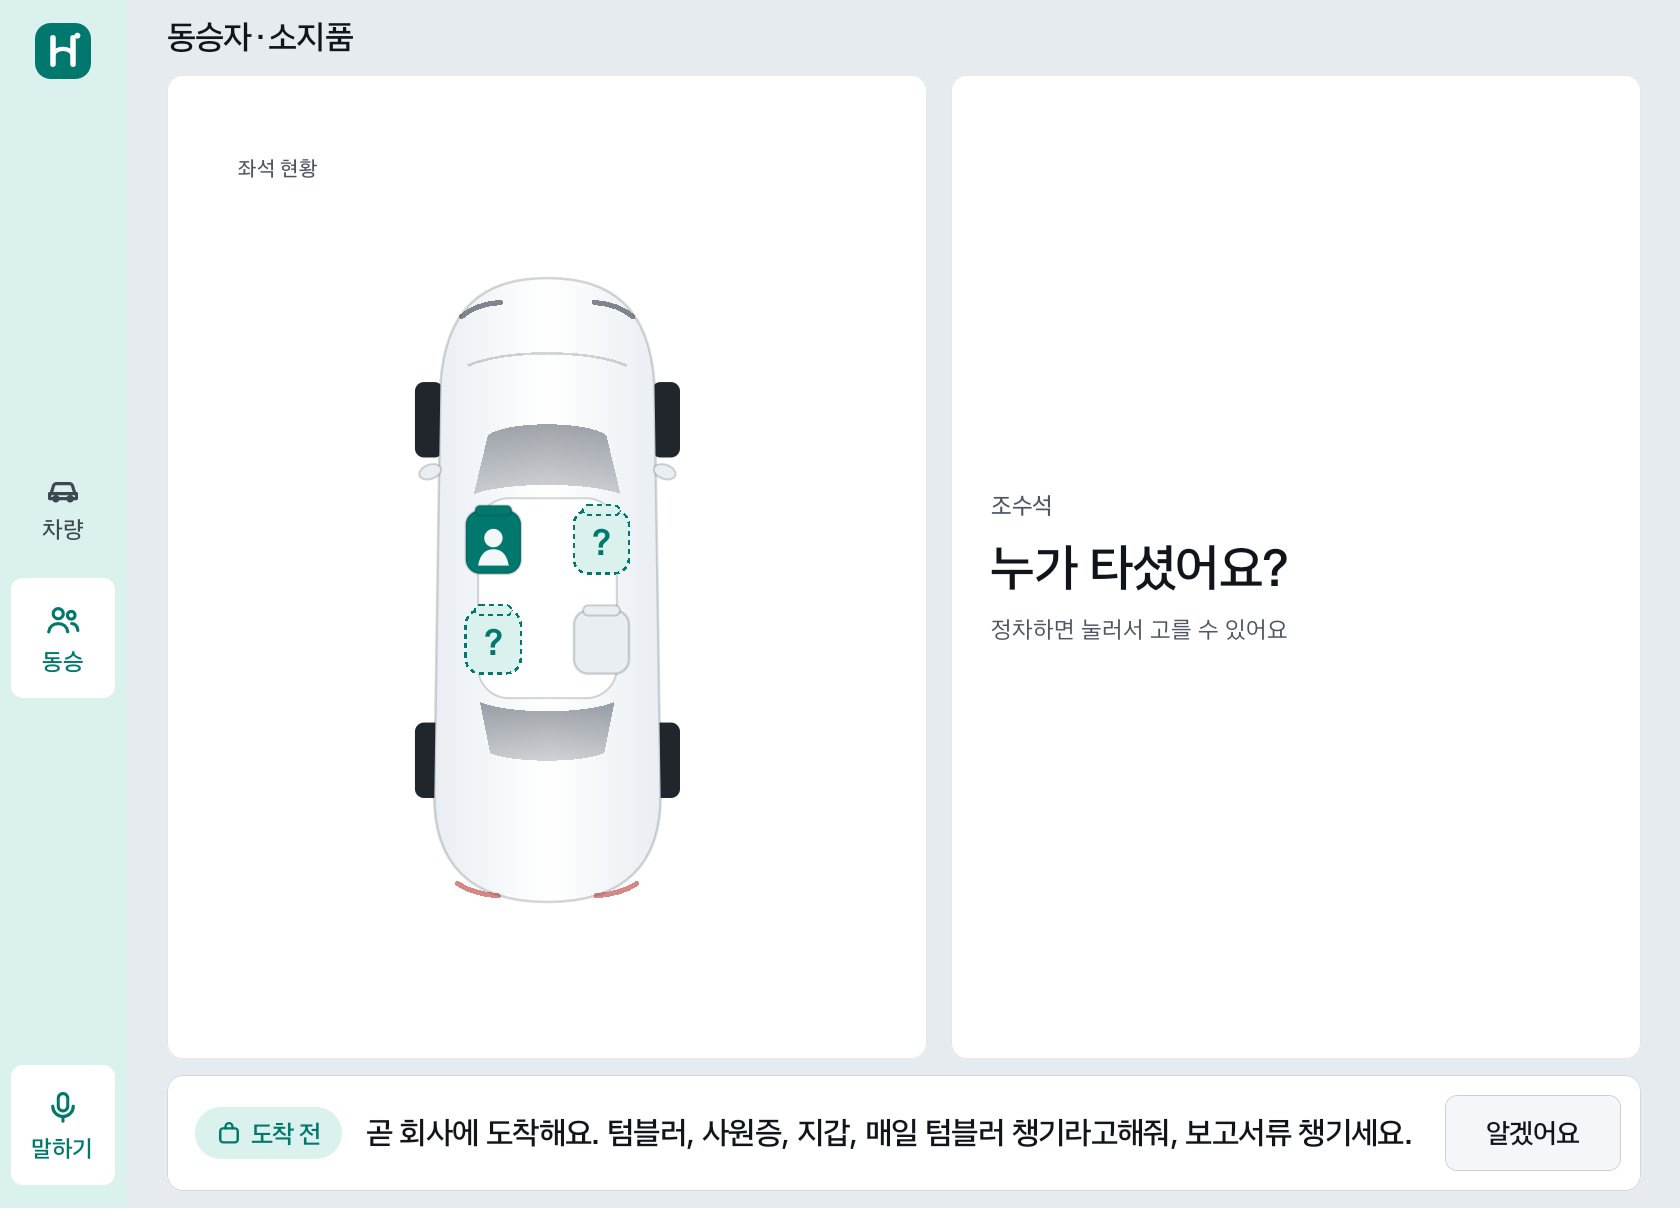 동승자·소지품
좌석 현황
차량
동승
말하기
?
?
조수석
누가 타셨어요?
정차하면 눌러서 고를 수 있어요
도착 전
곧 회사에 도착해요. 텀블러, 사원증, 지갑, 매일 텀블러 챙기라고해줘, 보고서류 챙기세요.
알겠어요